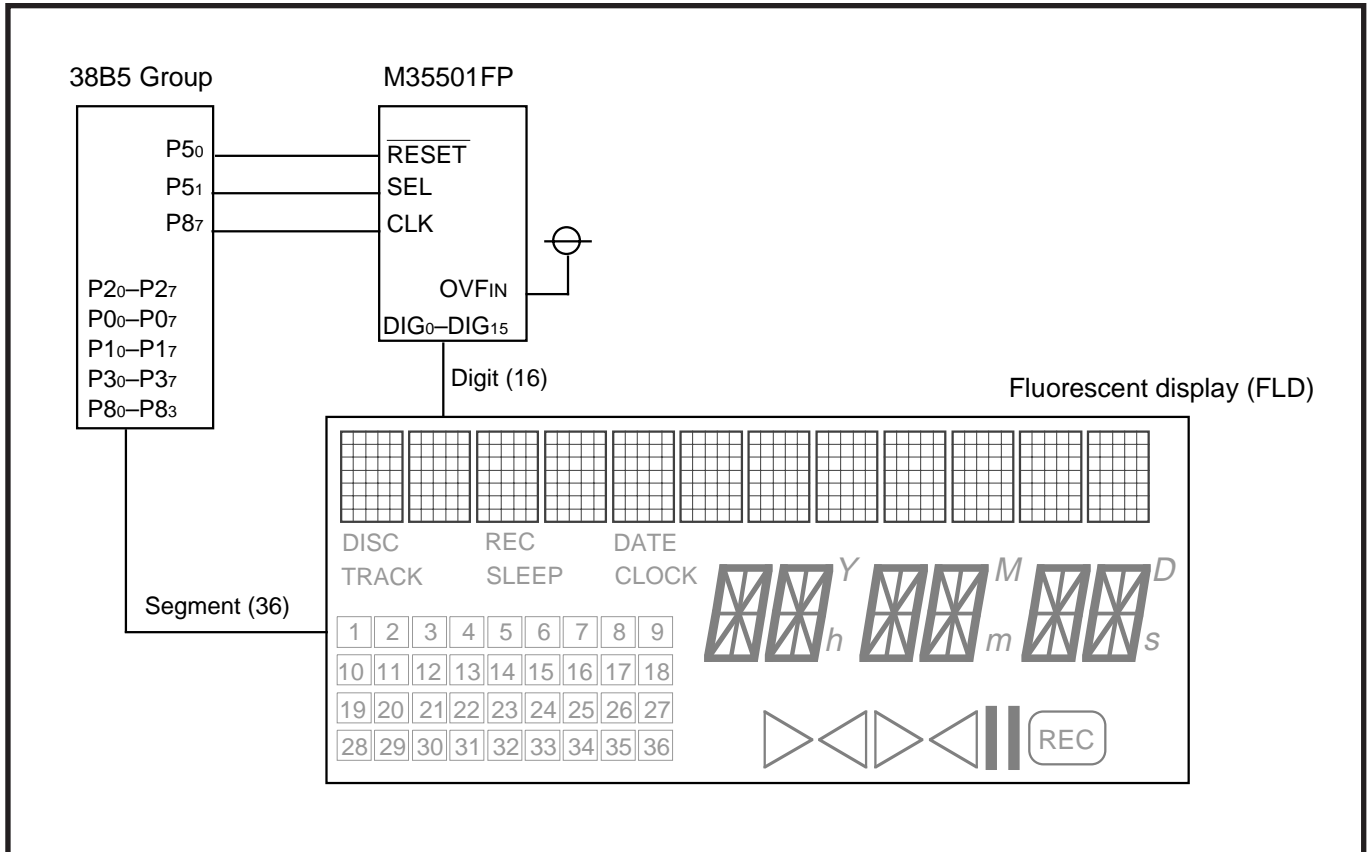 38B5 Group
M35501FP
P50
P51
P87
P20–P27
P00–P07
P10–P17
P30–P37
P80–P83
RESET
SEL
CLK
OVFIN
DIG0–DIG15
Digit (16)
Segment (36)
Fluorescent display (FLD)
DISC REC DATE
TRACK SLEEP CLOCK
Y M D
h m s
1 2 3 4 5 6 7 8 9
10 11 12 13 14 15 16 17 18
19 20 21 22 23 24 25 26 27
28 29 30 31 32 33 34 35 36
REC